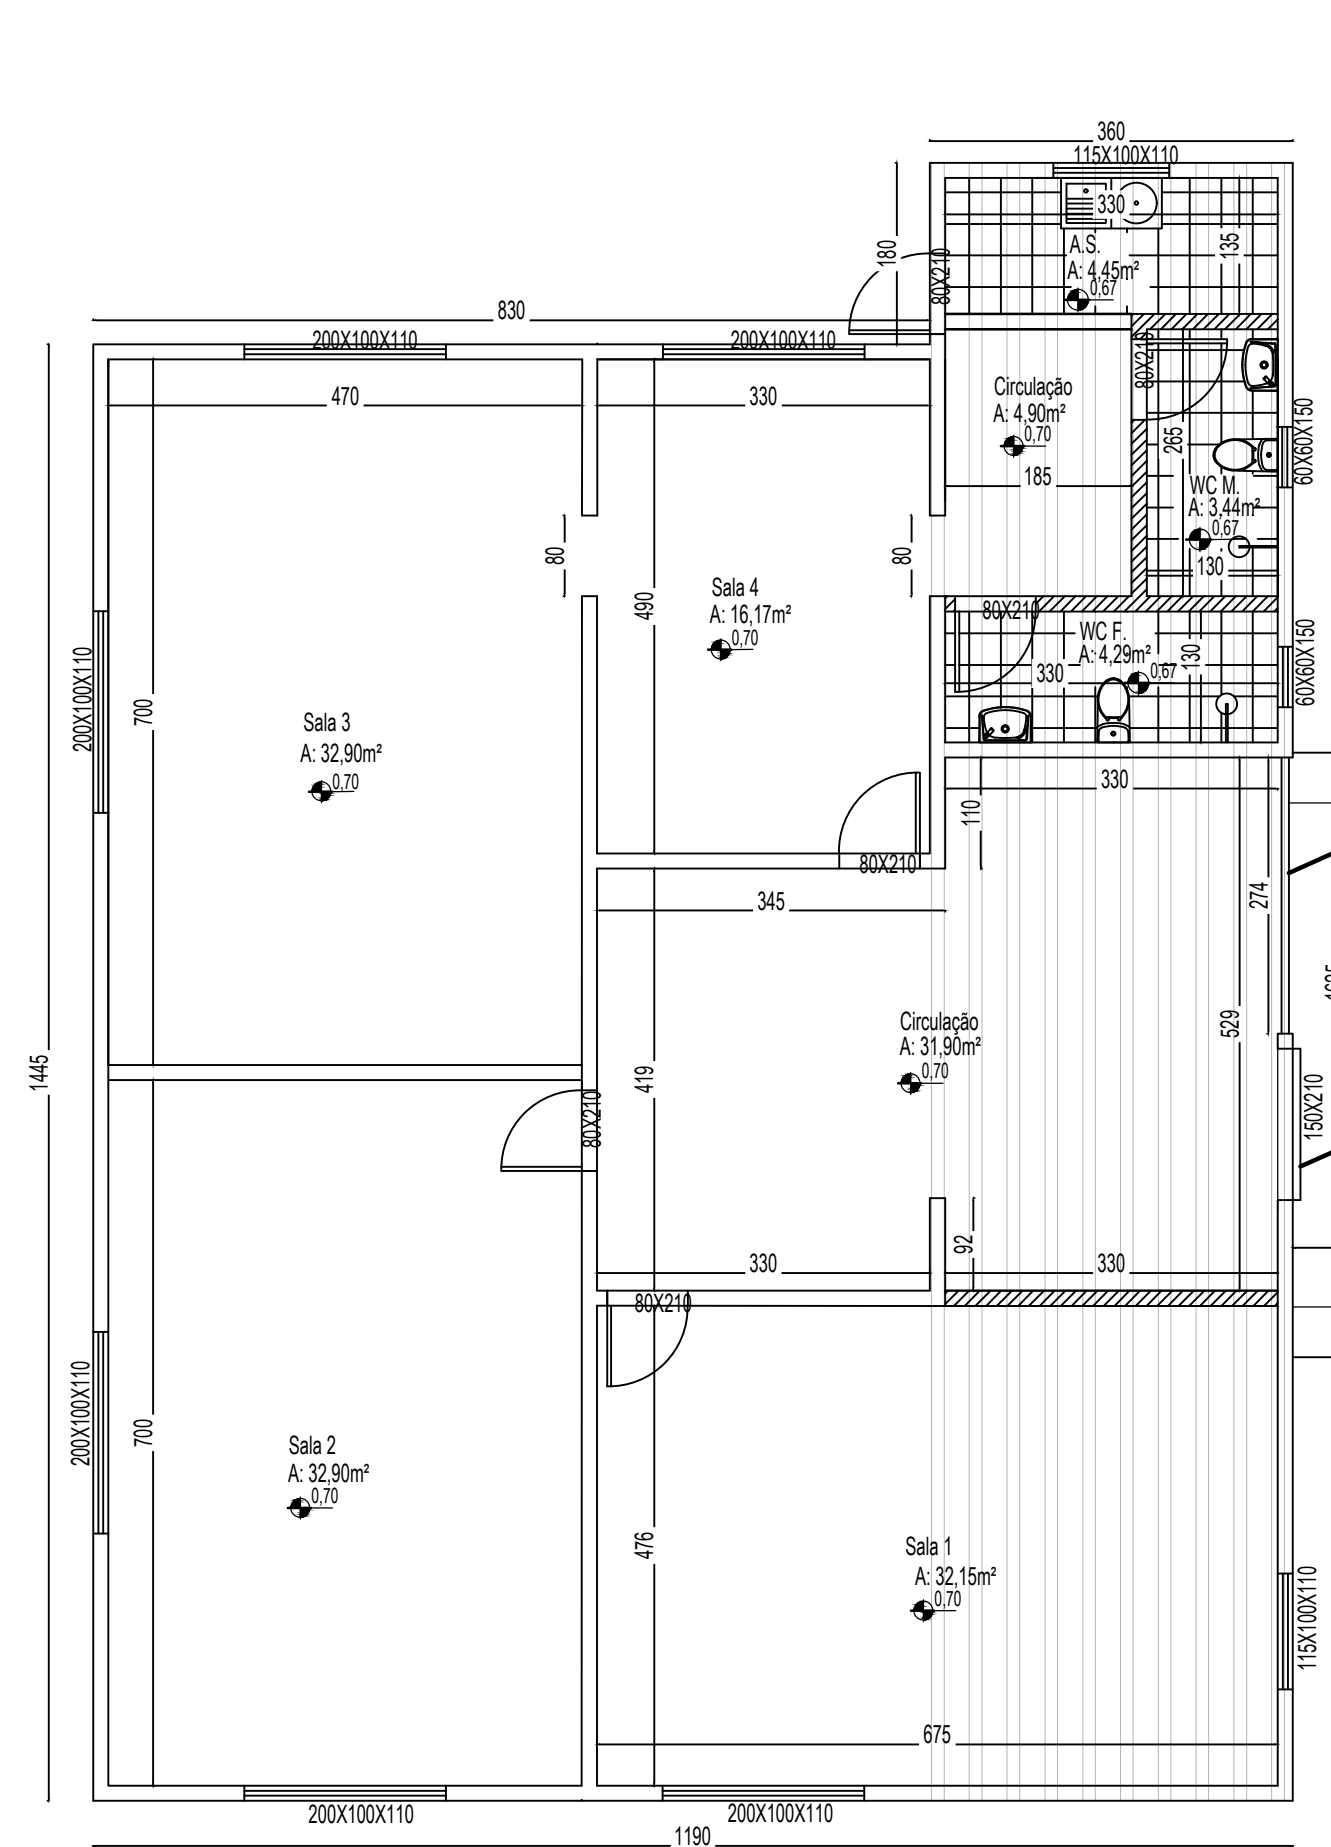 360
115X100X110
330
135
A.S.
A: 4,45m²
0,67
180
80X210
830
200X100X110
200X100X110
470
330
Circulação
A: 4,90m²
0,70
185
80X210
265
60X60X150
WC M.
A: 3,44m²
0,67
130
80
80
490
Sala 4
A: 16,17m²
0,70
80X210
WC F.
A: 4,29m²
0,67
330
130
60X60X150
200X100X110
700
Sala 3
A: 32,90m²
0,70
330
110
80X210
345
274
529
Circulação
A: 31,90m²
0,70
1445
419
80X210
150X210
92
330
330
80X210
200X100X110
700
Sala 2
A: 32,90m²
0,70
476
Sala 1
A: 32,15m²
0,70
115X100X110
675
200X100X110
200X100X110
1190